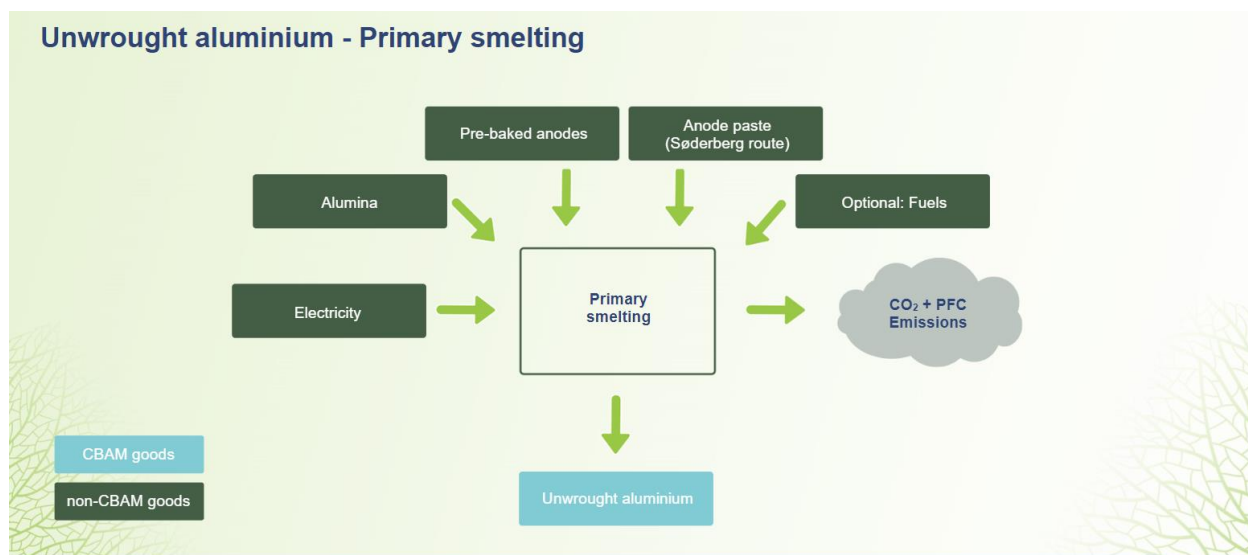 Unwrought aluminium - Primary smelting
Pre-baked anodes
Anode paste
(Søderberg route)
Alumina
Optional: Fuels
Electricity
Primary
smelting
CO₂ + PFC
Emissions
CBAM goods
non-CBAM goods
Unwrought aluminium